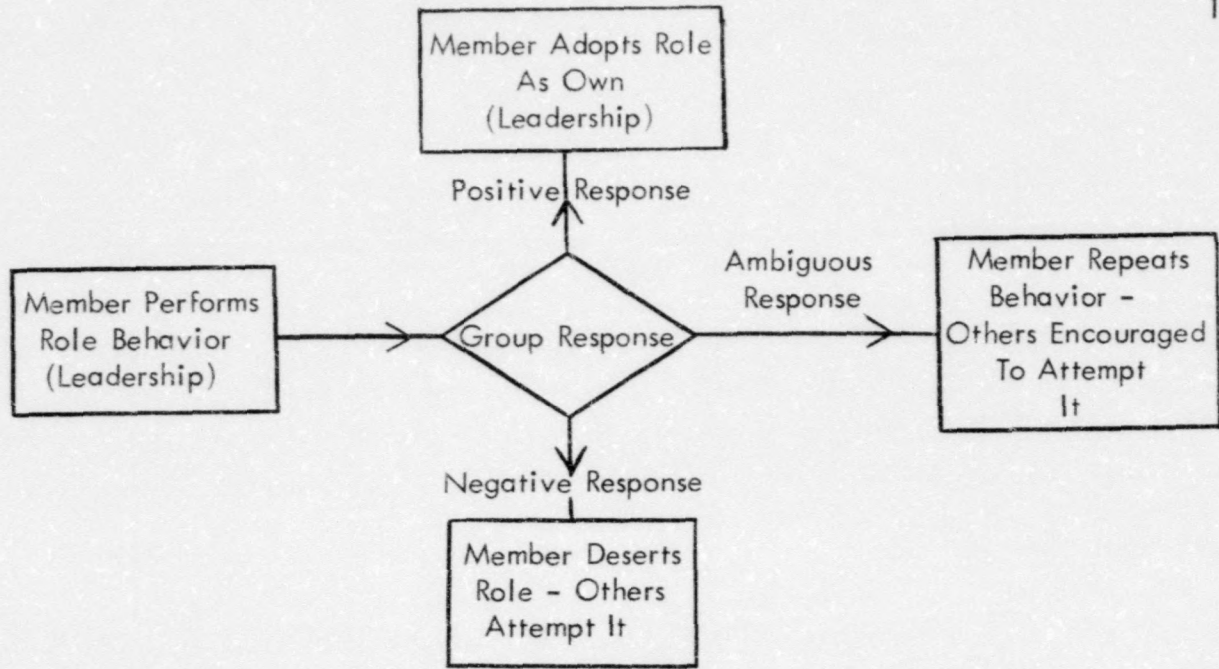 Member Adopts Role
As Own
(Leadership)
Positive Response
Member Performs
Role Behavior
(Leadership)
Group Response
Ambiguous
Response
Member Repeats
Behavior -
Others Encouraged
To Attempt
It
Negative Response
Member Deserts
Role - Others
Attempt It